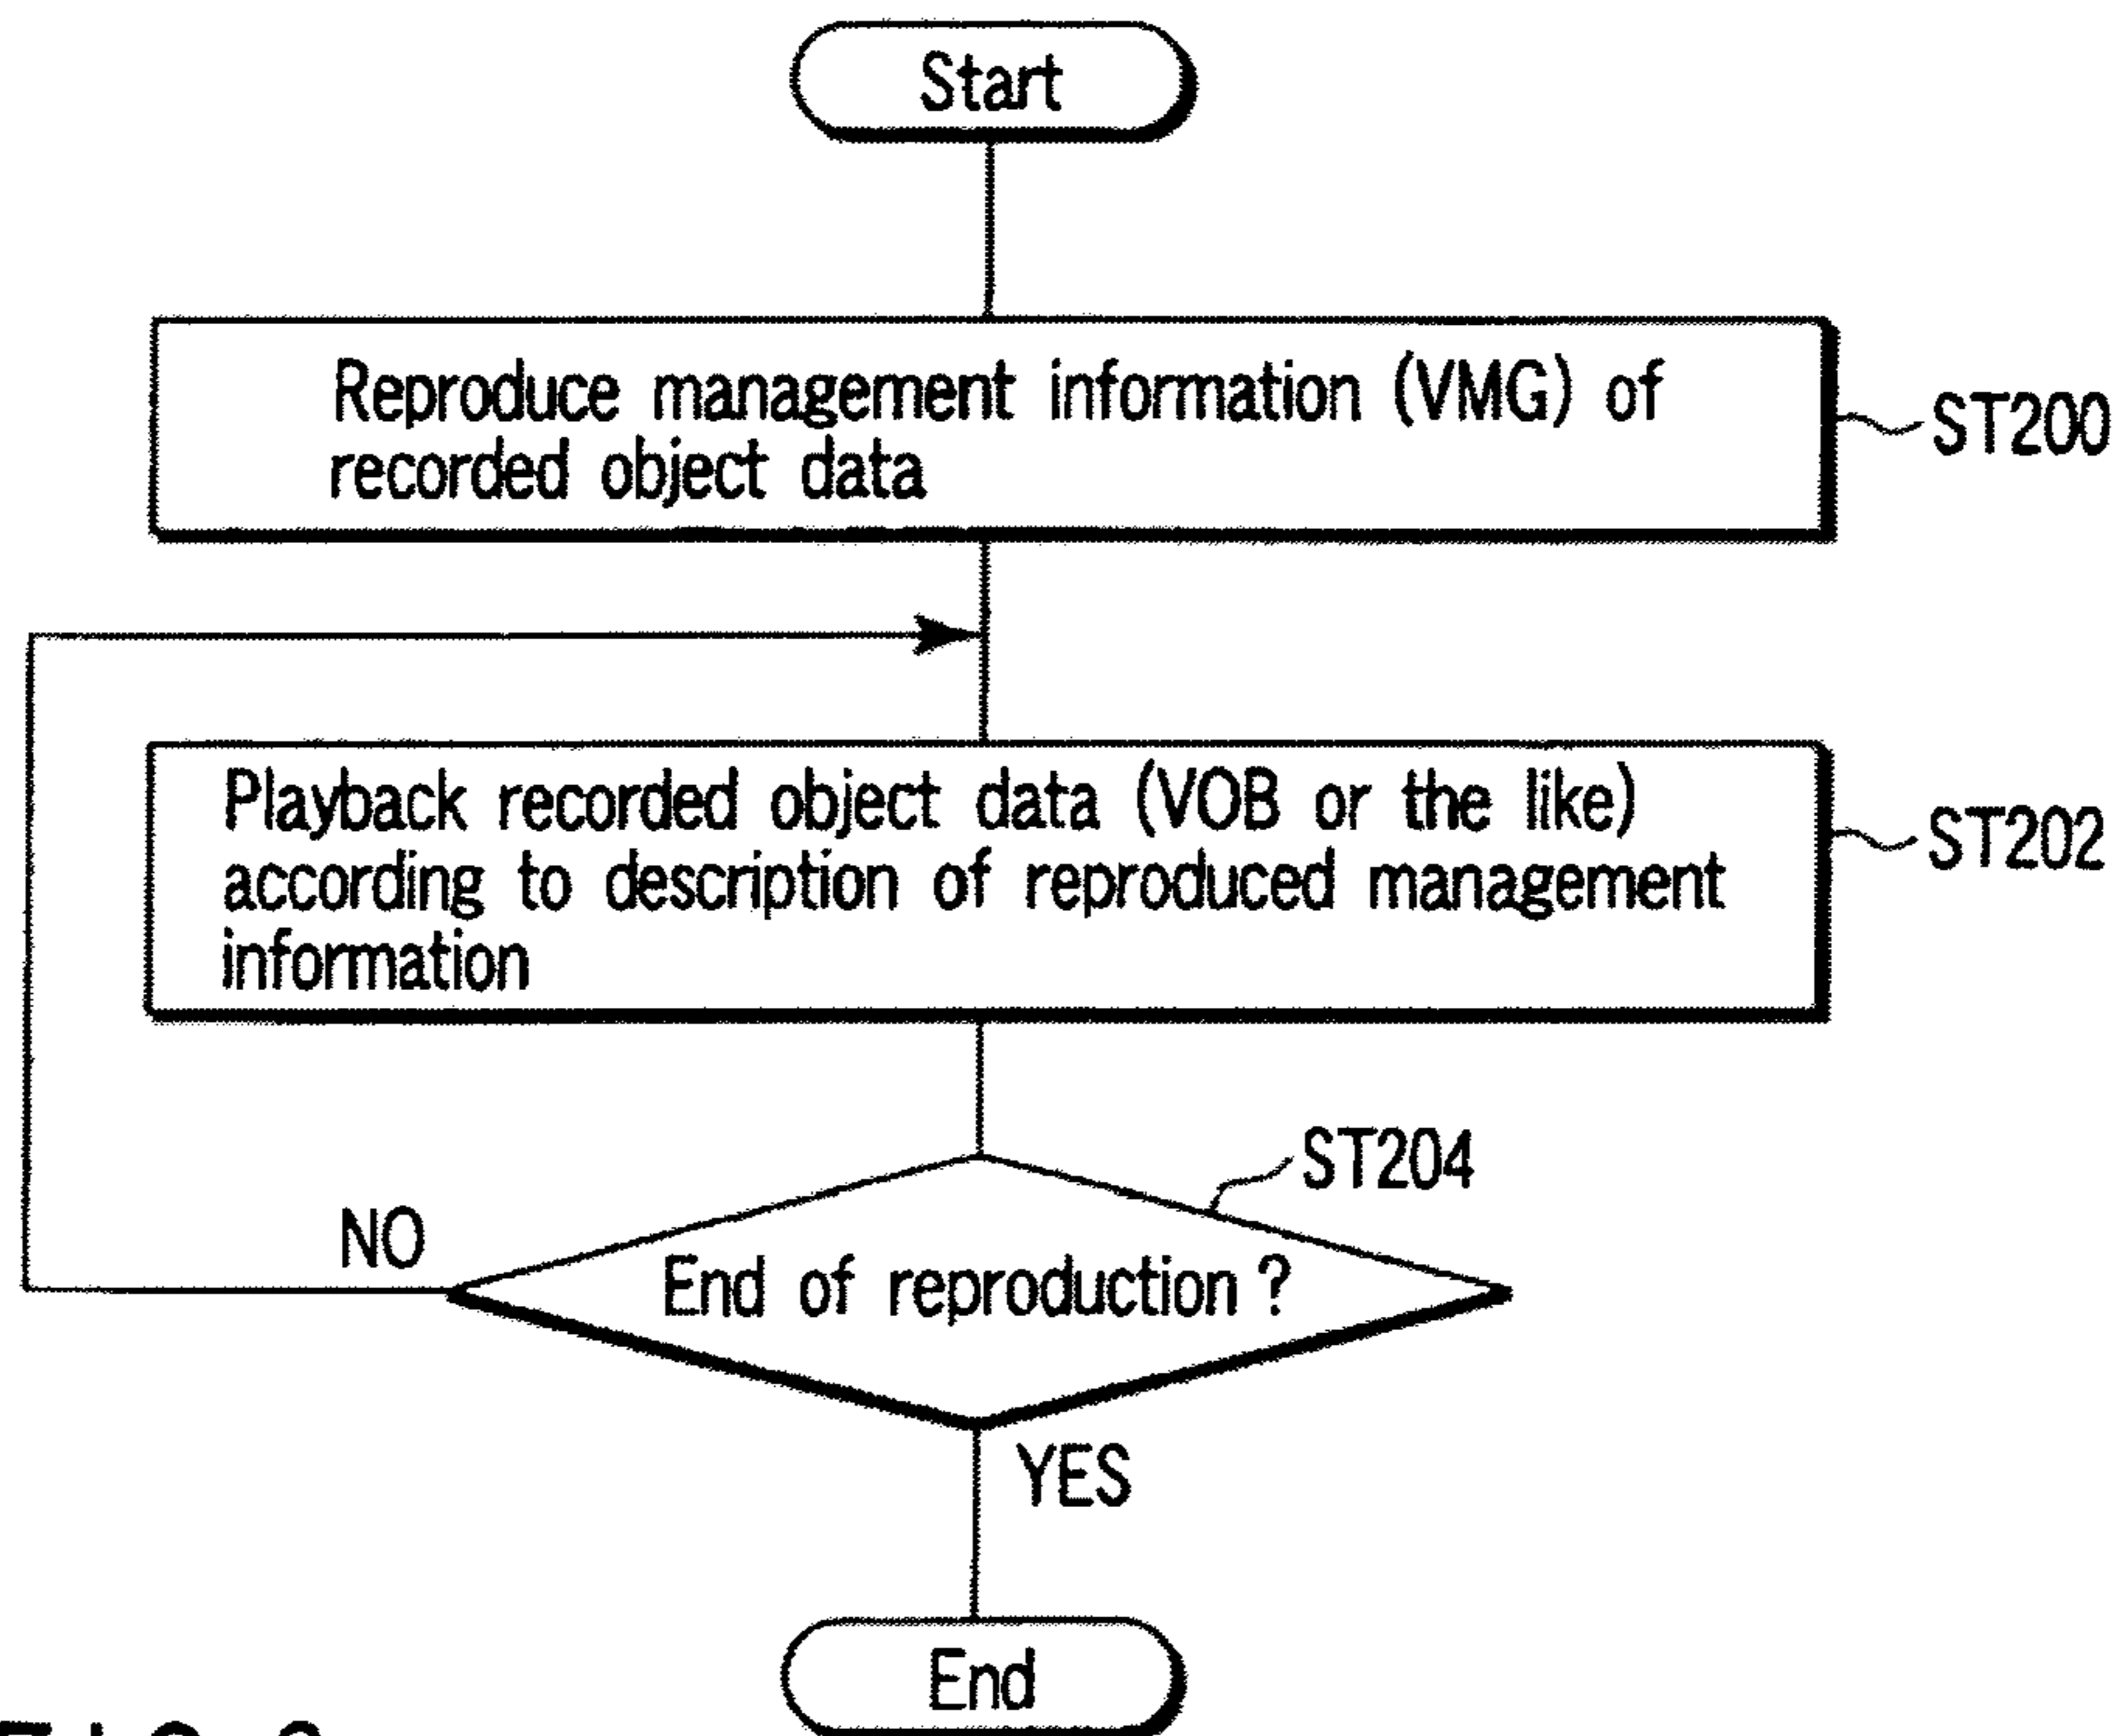 Start
Reproduce management information (VMG) of
recorded object data
ST200
Playback recorded object data (VOB or the like)
according to description of reproduced management
information
ST202
ST204
NO
End of reproduction ?
YES
End